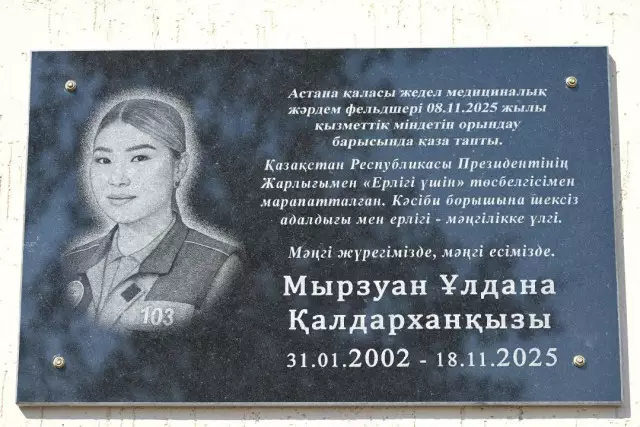 Астана қаласы жедел медициналық
жәрдем фельдшері 08.11.2025 жылы
қызметтік міндетін орындау
барысында қаза тапты.
Қазақстан Республикасы Президентінің
Жарлығымен «Ерлігі үшін» төсбелгісімен
марапатталған. Кәсіби борышына шексіз
адалдығы мен ерлігі - мәңгілікке үлгі.
Мәңгі жүрегімізде, мәңгі есімізде.
Мырзуан Ұлдана
Қалдарханқызы
31.01.2002 - 18.11.2025
103